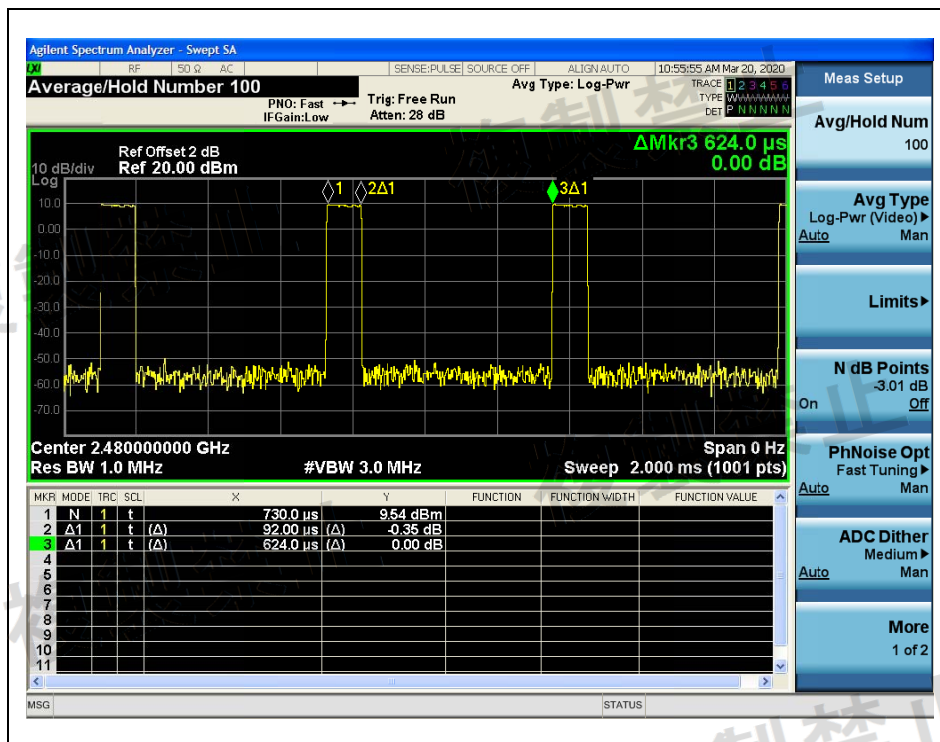 Agilent Spectrum Analyzer - Swept SA
LXI RF 50 Ω AC SENSE:PULSE SOURCE OFF ALIGN AUTO 10:55:55 AM Mar 20, 2020
Average/Hold Number 100
PNO: Fast
IFGain:Low
Trig: Free Run
Atten: 28 dB
Avg Type: Log-Pwr
TRACE 1 2 3 4 5 6
TYPE W W W W W W
DET P N N N N N
ΔMkr3 624.0 µs
0.00 dB
Ref Offset 2 dB
10 dB/div Ref 20.00 dBm
Log
1 2Δ1 3Δ1
10.0
0.00
-10.0
-20.0
-30.0
-40.0
-50.0
-60.0
-70.0
Center 2.480000000 GHz Span 0 Hz
Res BW 1.0 MHz #VBW 3.0 MHz Sweep 2.000 ms (1001 pts)
MKR MODE TRC SCL X Y FUNCTION FUNCTION WIDTH FUNCTION VALUE
1 N 1 t 730.0 µs 9.54 dBm
2 Δ1 1 t (Δ) 92.00 µs (Δ) -0.35 dB
3 Δ1 1 t (Δ) 624.0 µs (Δ) 0.00 dB
4
5
6
7
8
9
10
11
MSG STATUS
Meas Setup
Avg/Hold Num
100
Avg Type
Log-Pwr (Video)
Auto Man
Limits
N dB Points
-3.01 dB
On Off
PhNoise Opt
Fast Tuning
Auto Man
ADC Dither
Medium
Auto Man
More
1 of 2
複製禁止